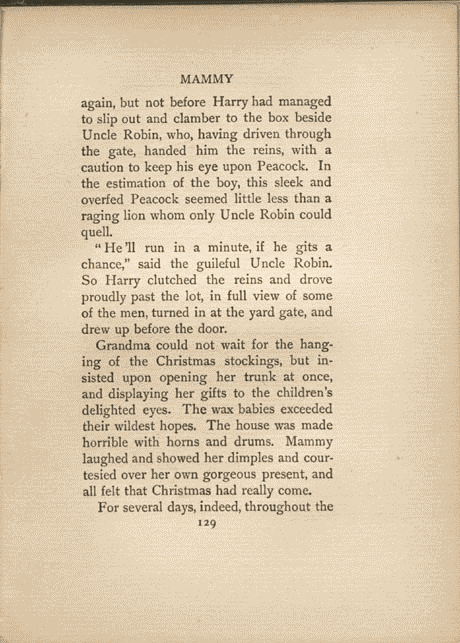 MAMMY
again, but not before Harry had managed
to slip out and clamber to the box beside
Uncle Robin, who, having driven through
the gate, handed him the reins, with a
caution to keep his eye upon Peacock. In
the estimation of the boy, this sleek and
overfed Peacock seemed little less than a
raging lion whom only Uncle Robin could
quell.
"He'll run in a minute, if he gits a
chance," said the guileful Uncle Robin.
So Harry clutched the reins and drove
proudly past the lot, in full view of some
of the men, turned in at the yard gate, and
drew up before the door.
Grandma could not wait for the hang-
ing of the Christmas stockings, but in-
sisted upon opening her trunk at once,
and displaying her gifts to the children's
delighted eyes. The wax babies exceeded
their wildest hopes. The house was made
horrible with horns and drums. Mammy
laughed and showed her dimples and cour-
tesied over her own gorgeous present, and
all felt that Christmas had really come.
For several days, indeed, throughout the
129